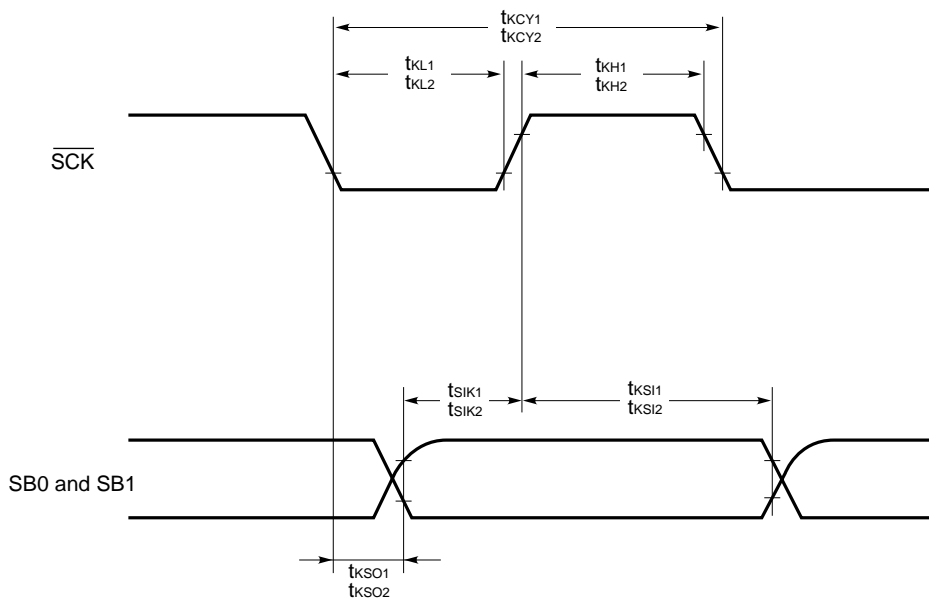 tKCY1
tKCY2
tKL1
tKL2
tKH1
tKH2
SCK
tSIK1
tSIK2
tKSI1
tKSI2
SB0 and SB1
tKSO1
tKSO2